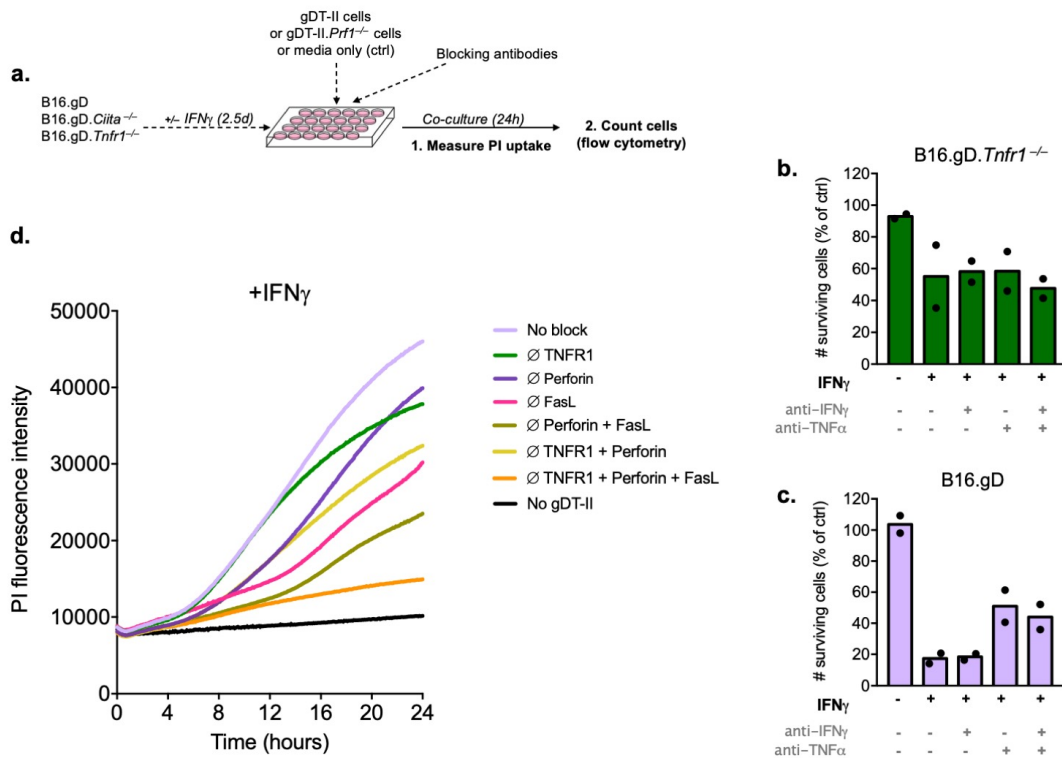 a.
gDT-II cells
or gDT-II.Prf1⁻/⁻ cells
or media only (ctrl)
Blocking antibodies
B16.gD
B16.gD.Ciita⁻/⁻
B16.gD.Tnfr1⁻/⁻
+/− IFNγ (2.5d)
Co-culture (24h)
1. Measure PI uptake
2. Count cells
(flow cytometry)
b.
B16.gD.Tnfr1⁻/⁻
# surviving cells (% of ctrl)
120
100
80
60
40
20
0
IFNγ - + + + +
anti-IFNγ - - + - +
anti-TNFα - - - + +
c.
B16.gD
# surviving cells (% of ctrl)
120
100
80
60
40
20
0
IFNγ - + + + +
anti-IFNγ - - + - +
anti-TNFα - - - + +
d.
+IFNγ
PI fluorescence intensity
50000
40000
30000
20000
10000
0
0 4 8 12 16 20 24
Time (hours)
No block
∅ TNFR1
∅ Perforin
∅ FasL
∅ Perforin + FasL
∅ TNFR1 + Perforin
∅ TNFR1 + Perforin + FasL
No gDT-II